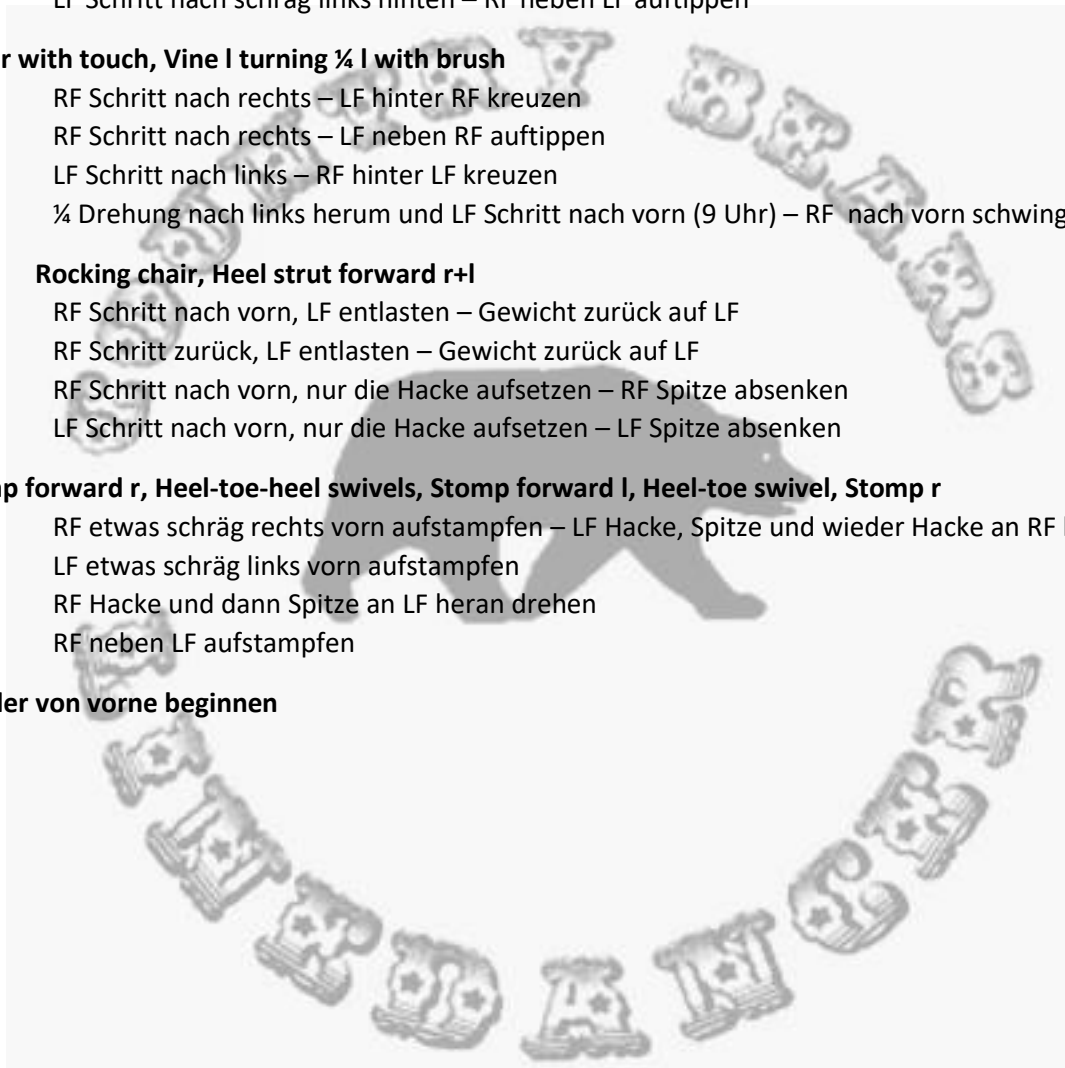 LF Schritt nach schräg links hinten – RF neben LF auftippen
r with touch, Vine l turning ¼ l with brush
RF Schritt nach rechts – LF hinter RF kreuzen
RF Schritt nach rechts – LF neben RF auftippen
LF Schritt nach links – RF hinter LF kreuzen
¼ Drehung nach links herum und LF Schritt nach vorn (9 Uhr) – RF nach vorn schwing
Rocking chair, Heel strut forward r+l
RF Schritt nach vorn, LF entlasten – Gewicht zurück auf LF
RF Schritt zurück, LF entlasten – Gewicht zurück auf LF
RF Schritt nach vorn, nur die Hacke aufsetzen – RF Spitze absenken
LF Schritt nach vorn, nur die Hacke aufsetzen – LF Spitze absenken
p forward r, Heel-toe-heel swivels, Stomp forward l, Heel-toe swivel, Stomp r
RF etwas schräg rechts vorn aufstampfen – LF Hacke, Spitze und wieder Hacke an RF
LF etwas schräg links vorn aufstampfen
RF Hacke und dann Spitze an LF heran drehen
RF neben LF aufstampfen
der von vorne beginnen
COUNTRY BEARS
LINEDANCER